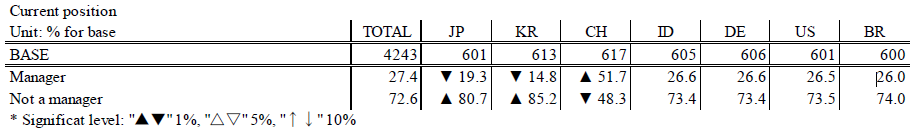 Current position
Unit: % for base TOTAL JP KR CH ID DE US BR
BASE 4243 601 613 617 605 606 601 600
Manager 27.4 ▼ 19.3 ▼ 14.8 ▲ 51.7 26.6 26.6 26.5 26.0
Not a manager 72.6 ▲ 80.7 ▲ 85.2 ▼ 48.3 73.4 73.4 73.5 74.0
* Significat level: "▲▼" 1%, "△▽" 5%, "↑ ↓" 10%